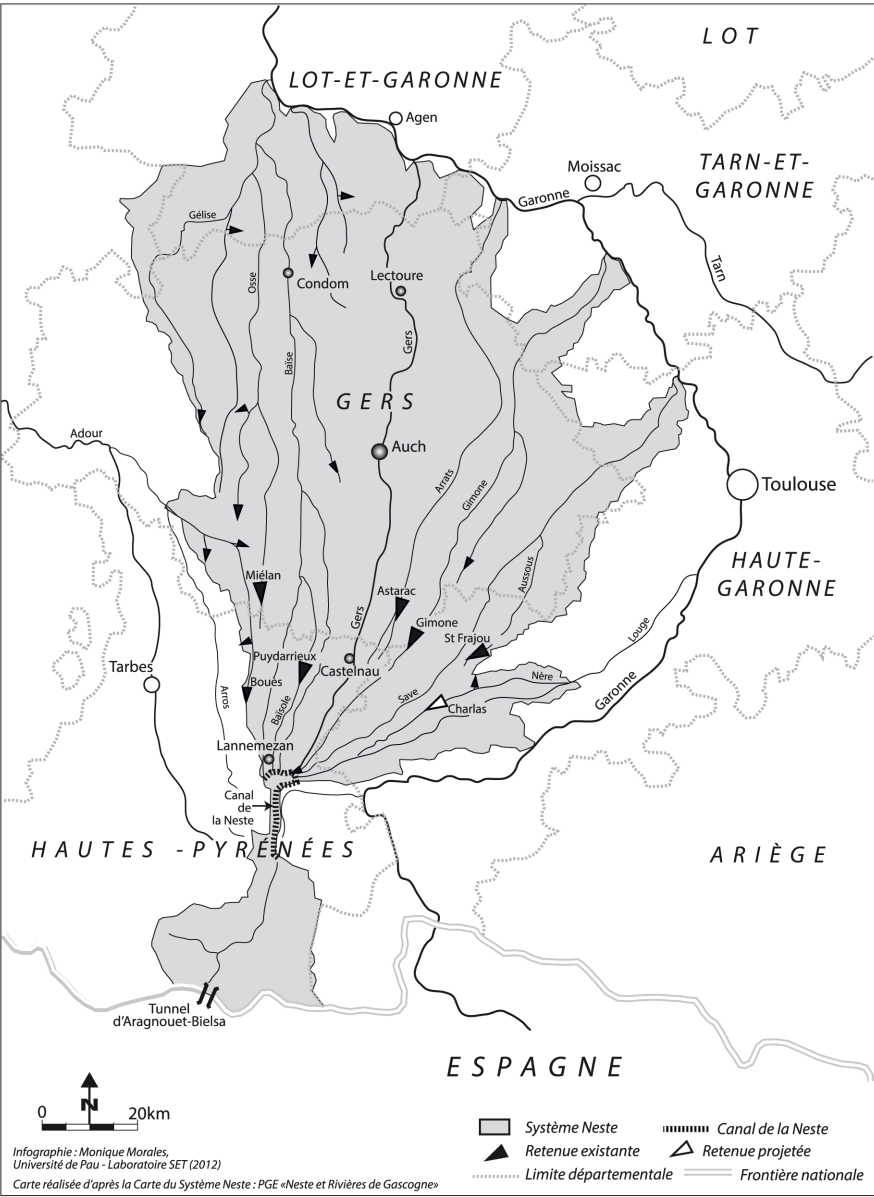 LOT
LOT-ET-GARONNE
Agen
Moissac
TARN-ET-
GARONNE
Garonne
Gélise
Tarn
Osse
Condom
Lectoure
Gers
Baïse
GERS
Adour
Auch
Arrats
Gimone
Toulouse
Aussous
HAUTE-
GARONNE
Miélan
Astarac
Gers
Gimone
St Frajou
Louge
Puydarrieux
Castelnau
Tarbes
Boues
Nère
Garonne
Arros
Baïsole
Save
Charlas
Lannemezan
Canal
de
la Neste
HAUTES -PYRÉNÉES
ARIÈGE
Tunnel
d'Aragnouet-Bielsa
ESPAGNE
N
0 20km
Système Neste
Canal de la Neste
Retenue existante
Retenue projetée
Limite départementale
Frontière nationale
Infographie : Monique Morales,
Université de Pau - Laboratoire SET (2012)
Carte réalisée d'après la Carte du Système Neste : PGE «Neste et Rivières de Gascogne»